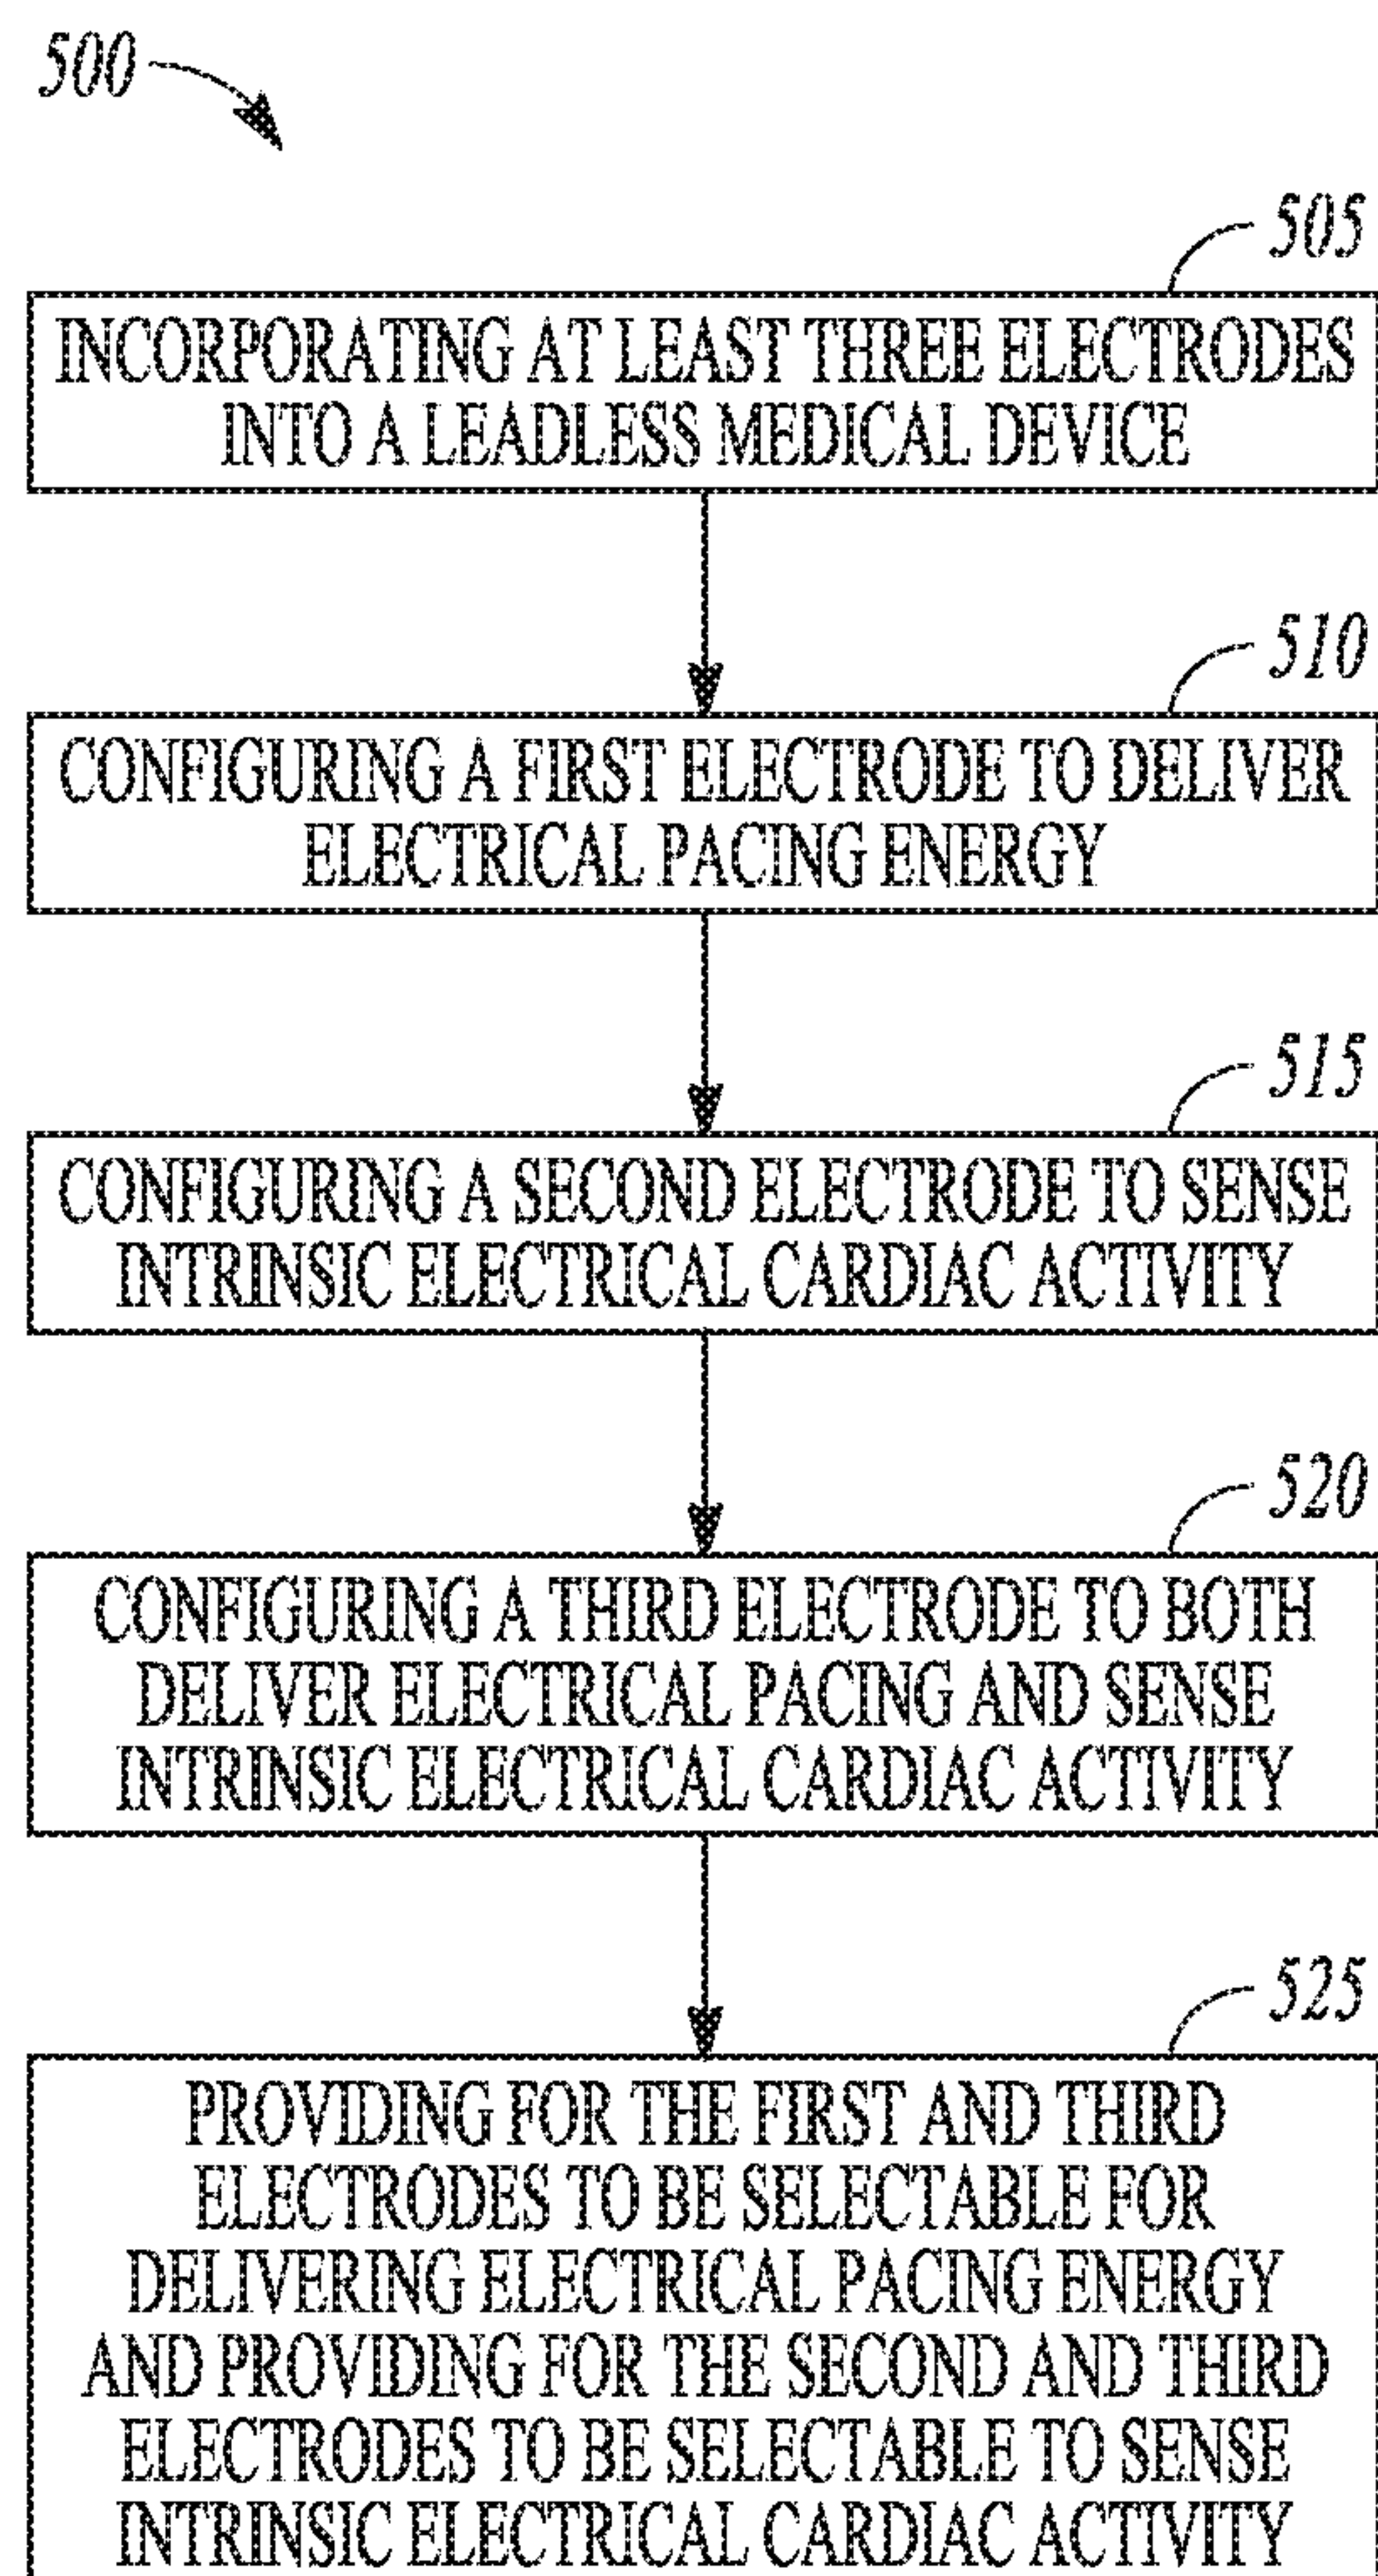 500
505
INCORPORATING AT LEAST THREE ELECTRODES
INTO A LEADLESS MEDICAL DEVICE
510
CONFIGURING A FIRST ELECTRODE TO DELIVER
ELECTRICAL PACING ENERGY
515
CONFIGURING A SECOND ELECTRODE TO SENSE
INTRINSIC ELECTRICAL CARDIAC ACTIVITY
520
CONFIGURING A THIRD ELECTRODE TO BOTH
DELIVER ELECTRICAL PACING AND SENSE
INTRINSIC ELECTRICAL CARDIAC ACTIVITY
525
PROVIDING FOR THE FIRST AND THIRD
ELECTRODES TO BE SELECTABLE FOR
DELIVERING ELECTRICAL PACING ENERGY
AND PROVIDING FOR THE SECOND AND THIRD
ELECTRODES TO BE SELECTABLE TO SENSE
INTRINSIC ELECTRICAL CARDIAC ACTIVITY